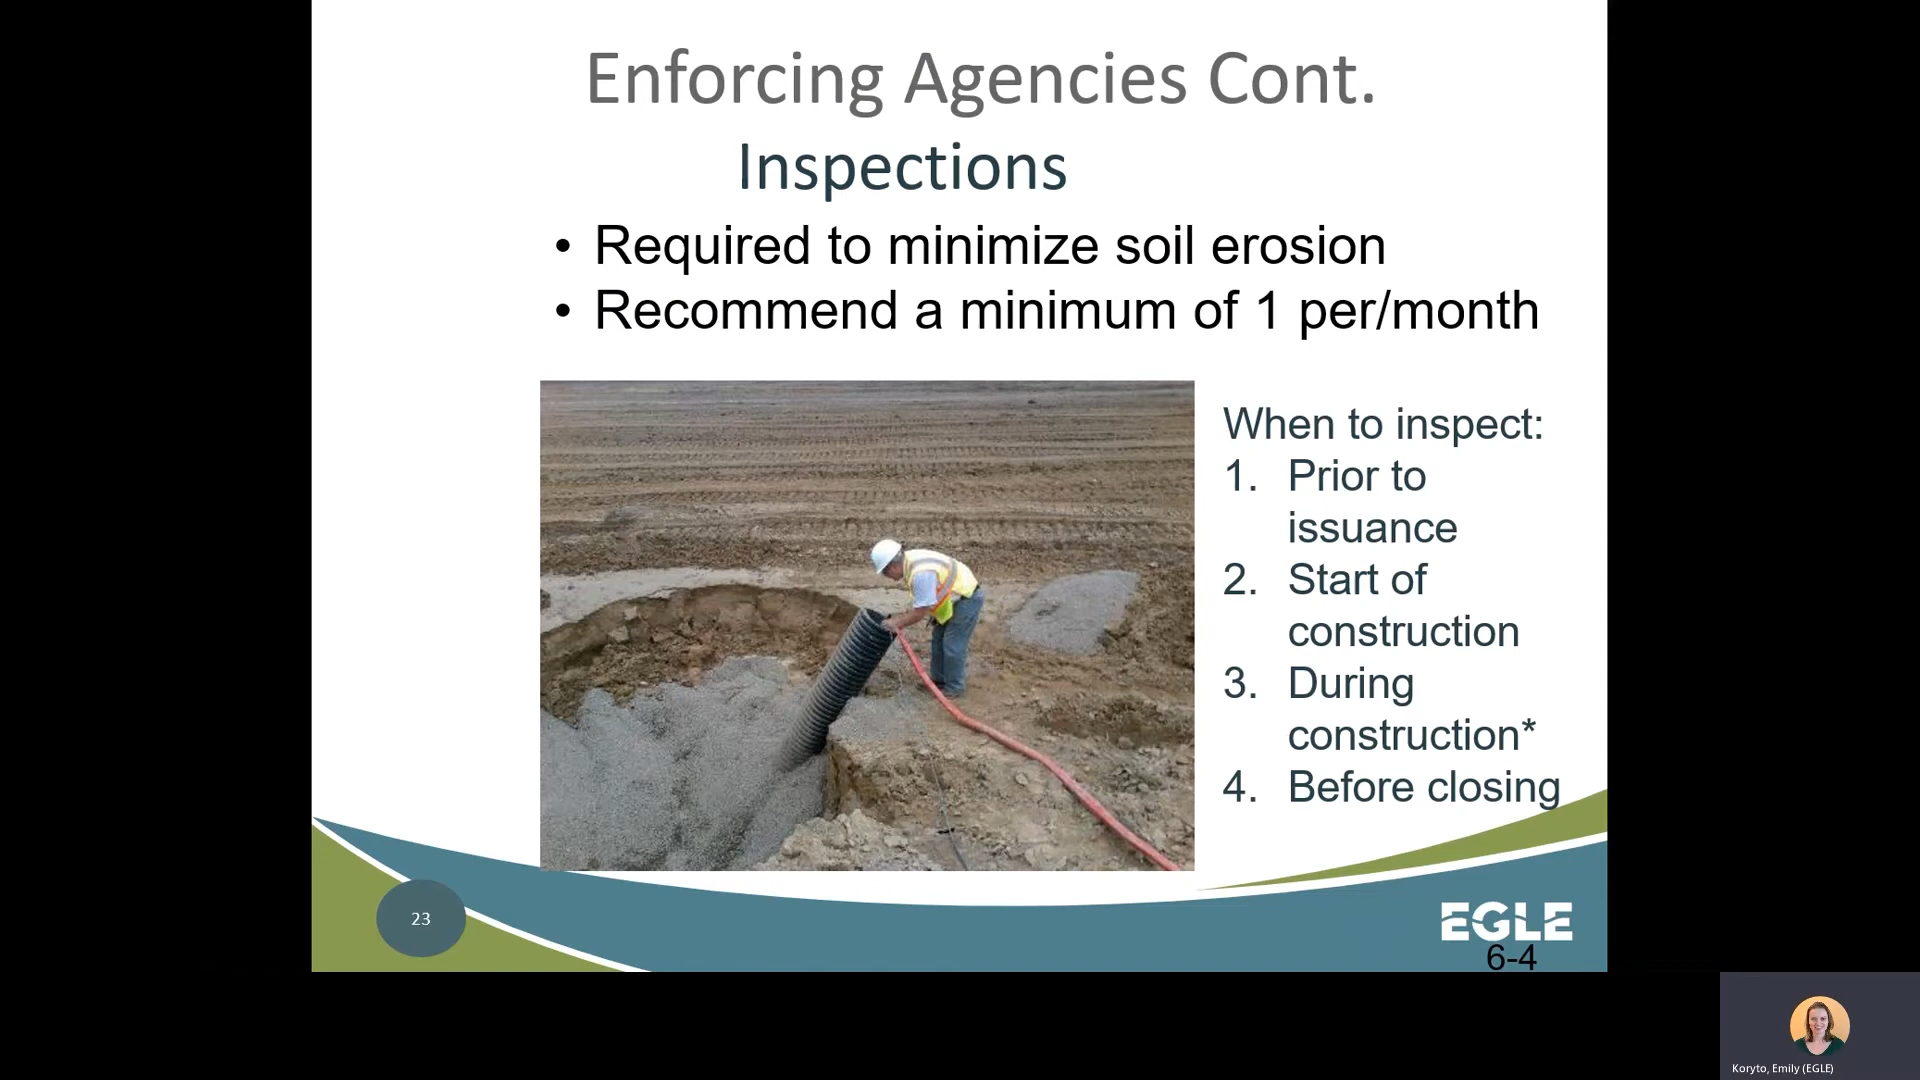 Enforcing Agencies Cont.
Inspections
• Required to minimize soil erosion
• Recommend a minimum of 1 per/month
When to inspect:
1. Prior to
issuance
2. Start of
construction
3. During
construction*
4. Before closing
23
EGLE
6-4
Koryto, Emily (EGLE)